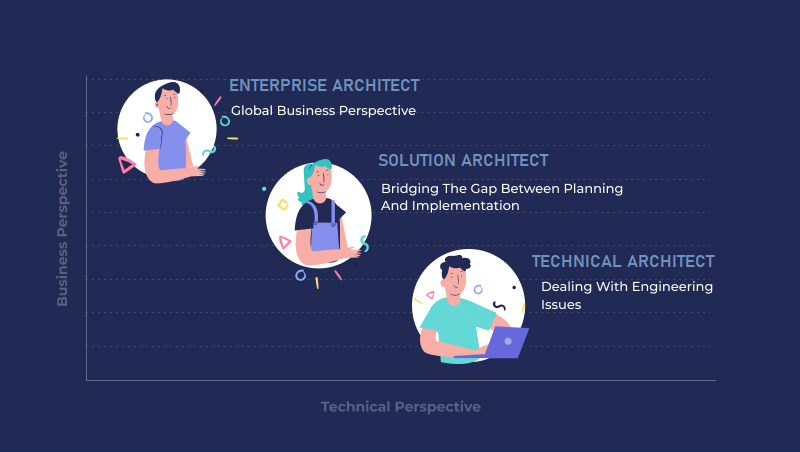 ENTERPRISE ARCHITECT
Global Business Perspective
SOLUTION ARCHITECT
Bridging The Gap Between Planning
And Implementation
TECHNICAL ARCHITECT
Dealing With Engineering
Issues
Business Perspective
Technical Perspective